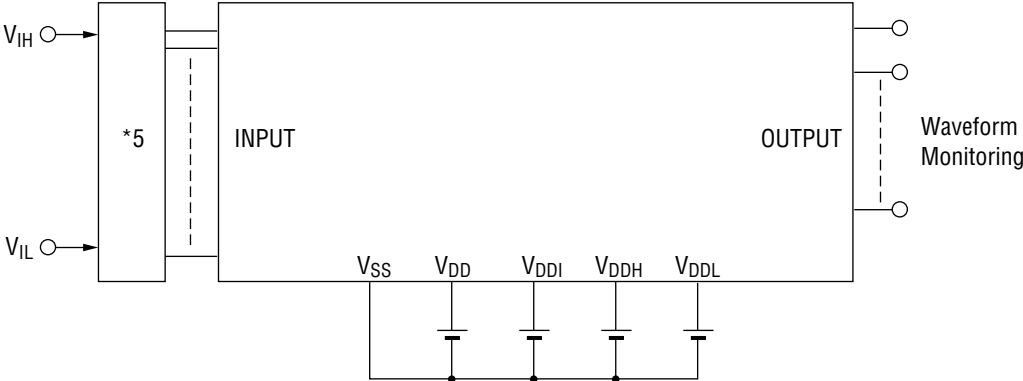 V_IH
*5
INPUT
OUTPUT
Waveform
Monitoring
V_IL
V_SS V_DD V_DDI V_DDH V_DDL